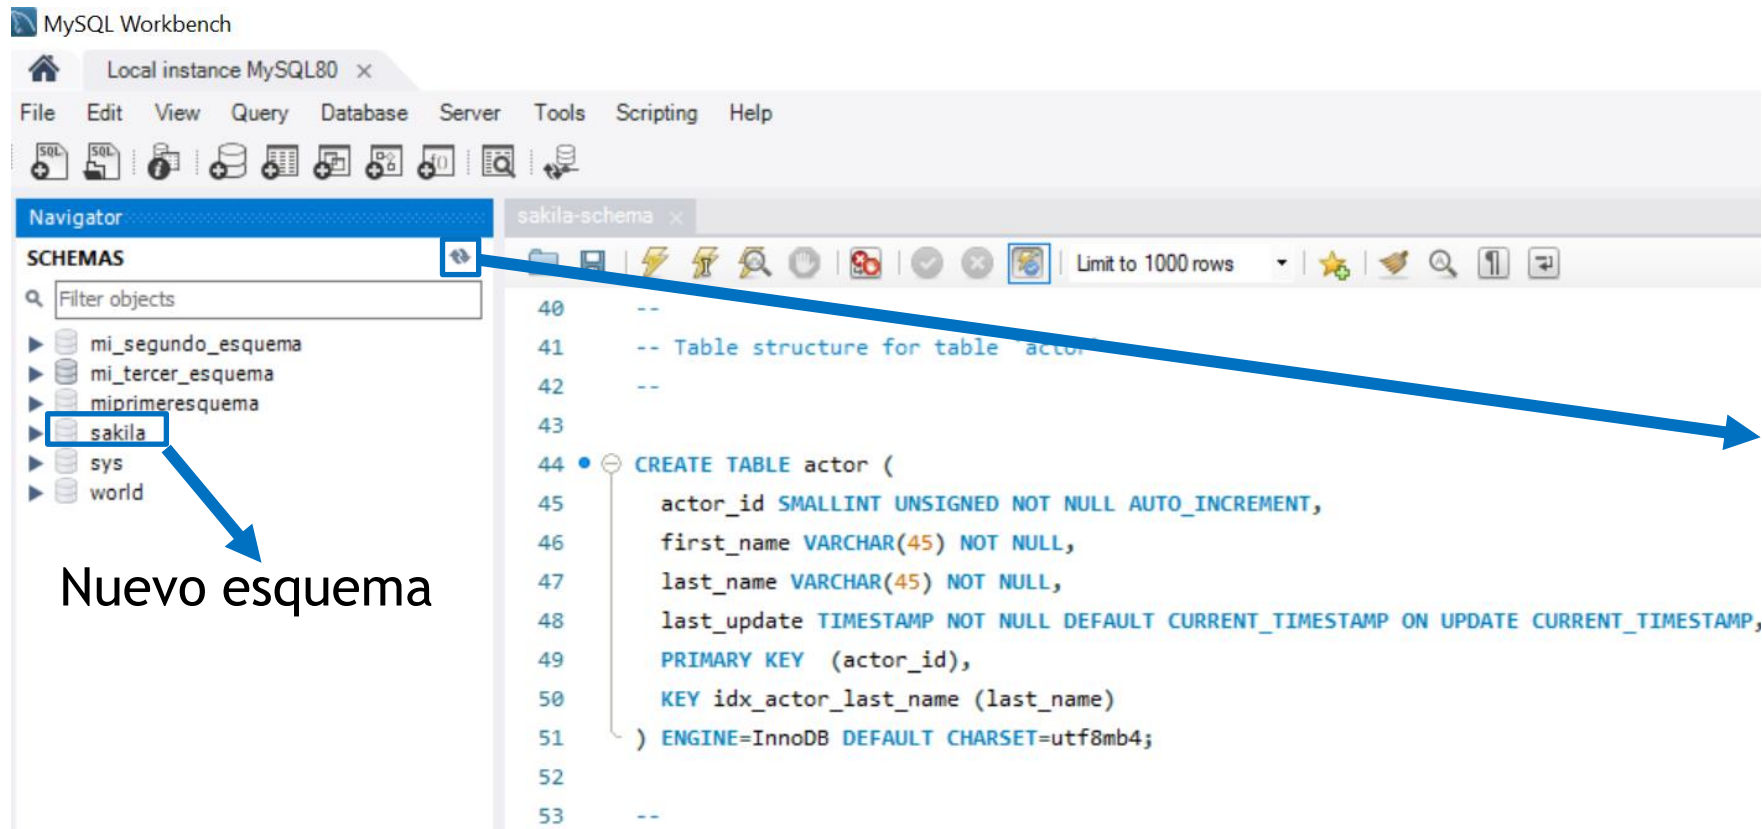 MySQL Workbench
Local instance MySQL80 ×
File Edit View Query Database Server Tools Scripting Help
Navigator
SCHEMAS
Filter objects
mi_segundo_esquema
mi_tercer_esquema
miprimeresquema
sakila
sys
world
Nuevo esquema
sakila-schema ×
Limit to 1000 rows
40 --
41 -- Table structure for table `actor`
42 --
43
44 CREATE TABLE actor (
45 actor_id SMALLINT UNSIGNED NOT NULL AUTO_INCREMENT,
46 first_name VARCHAR(45) NOT NULL,
47 last_name VARCHAR(45) NOT NULL,
48 last_update TIMESTAMP NOT NULL DEFAULT CURRENT_TIMESTAMP ON UPDATE CURRENT_TIMESTAMP,
49 PRIMARY KEY (actor_id),
50 KEY idx_actor_last_name (last_name)
51 ) ENGINE=InnoDB DEFAULT CHARSET=utf8mb4;
52
53 --